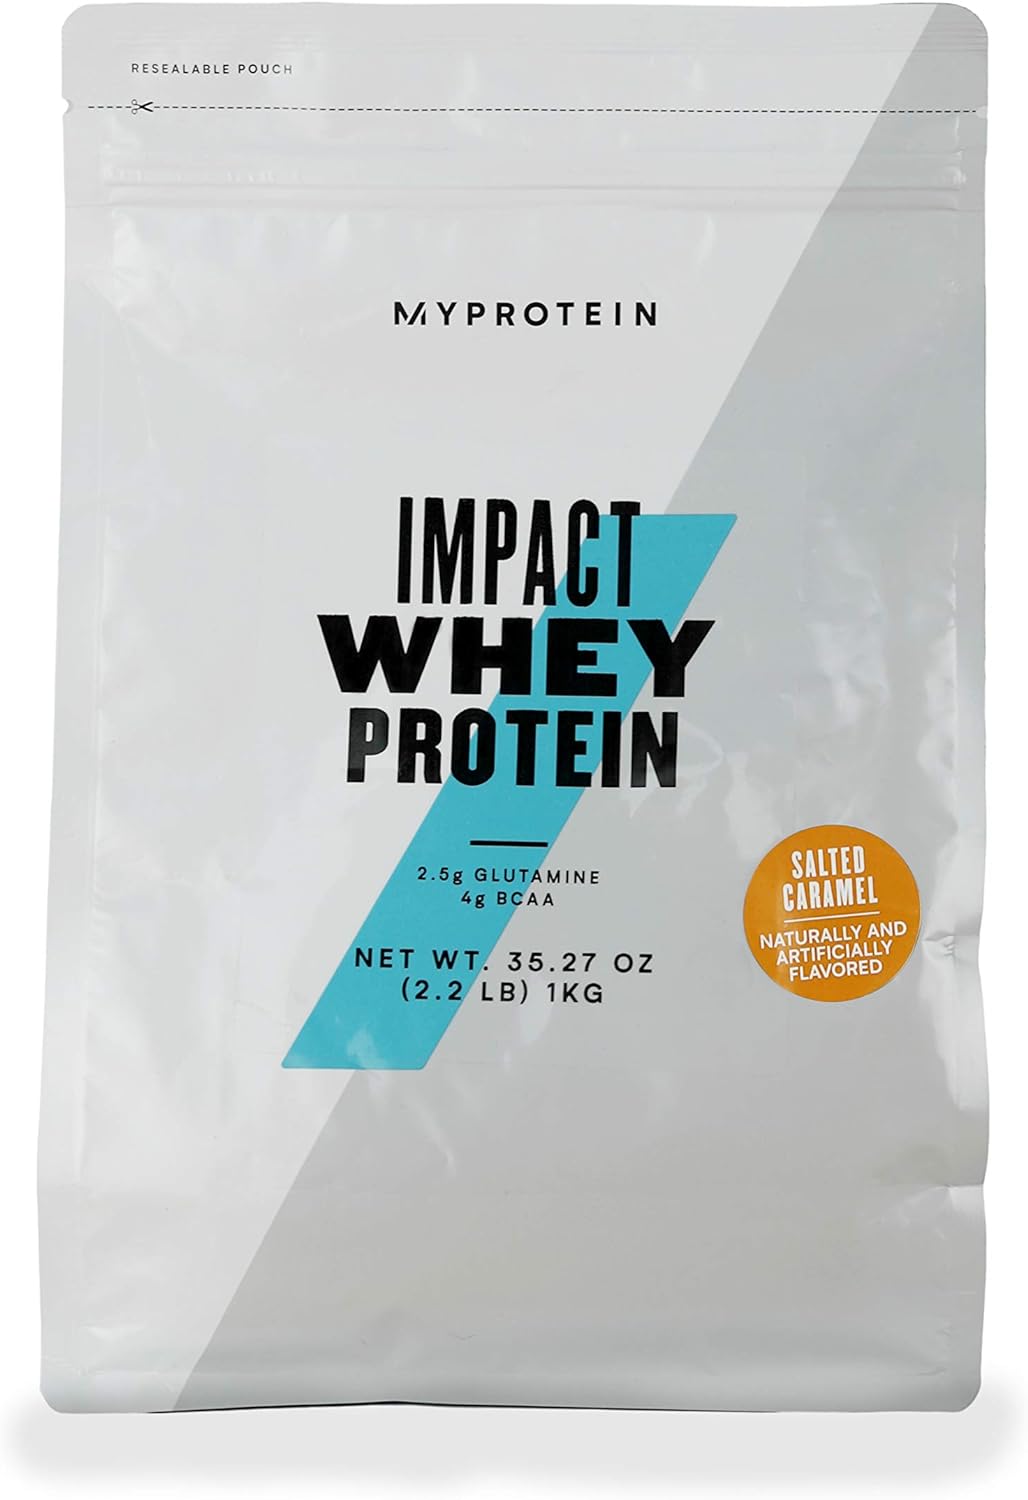 RESEALABLE POUCH
MYPROTEIN
IMPACT
WHEY
PROTEIN
2.5g GLUTAMINE
4g BCAA
NET WT. 35.27 OZ
(2.2 LB) 1KG
SALTED
CARAMEL
NATURALLY AND
ARTIFICIALLY
FLAVORED